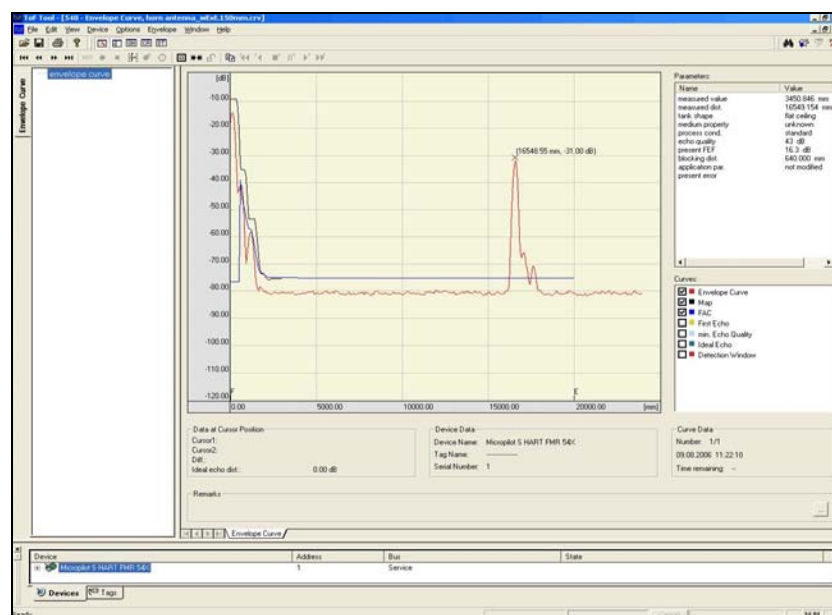 ToF Tool - [S40 - Envelope Curve, horn antenna_wExt.150mm.crv]
File Edit View Device Options Envelope Window Help
Envelope Curve
envelope curve
[dB]
-10.00
-20.00
-30.00
-40.00
-50.00
-60.00
-70.00
-80.00
-90.00
-100.00
-110.00
-120.00
(16548.55 mm, -31.00 dB)
F
E
0.00 5000.00 10000.00 15000.00 20000.00 [mm]
Parameters:
Name Value
measured value 3450.846 mm
measured dist. 16549.154 mm
tank shape flat ceiling
medium property unknown
process cond. standard
echo quality 43 dB
present FEF 16.3 dB
blocking dist. 640.000 mm
application par. not modified
present error
Curves:
Envelope Curve
Map
FAC
First Echo
min. Echo Quality
Ideal Echo
Detection Window
Data at Cursor Position
Cursor1:
Cursor2:
Diff.:
Ideal echo dist.: 0.00 dB
Device Data
Device Name: Micropilot S HART FMR 54X
Tag Name: ----------
Serial Number: 1
Curve Data
Number: 1/1
09.08.2006 11:22:10
Time remaining: --
Remarks
...
Envelope Curve
Device Address Bus State
Micropilot S HART FMR 54X 1 Service
Devices Tags
Ready NUM